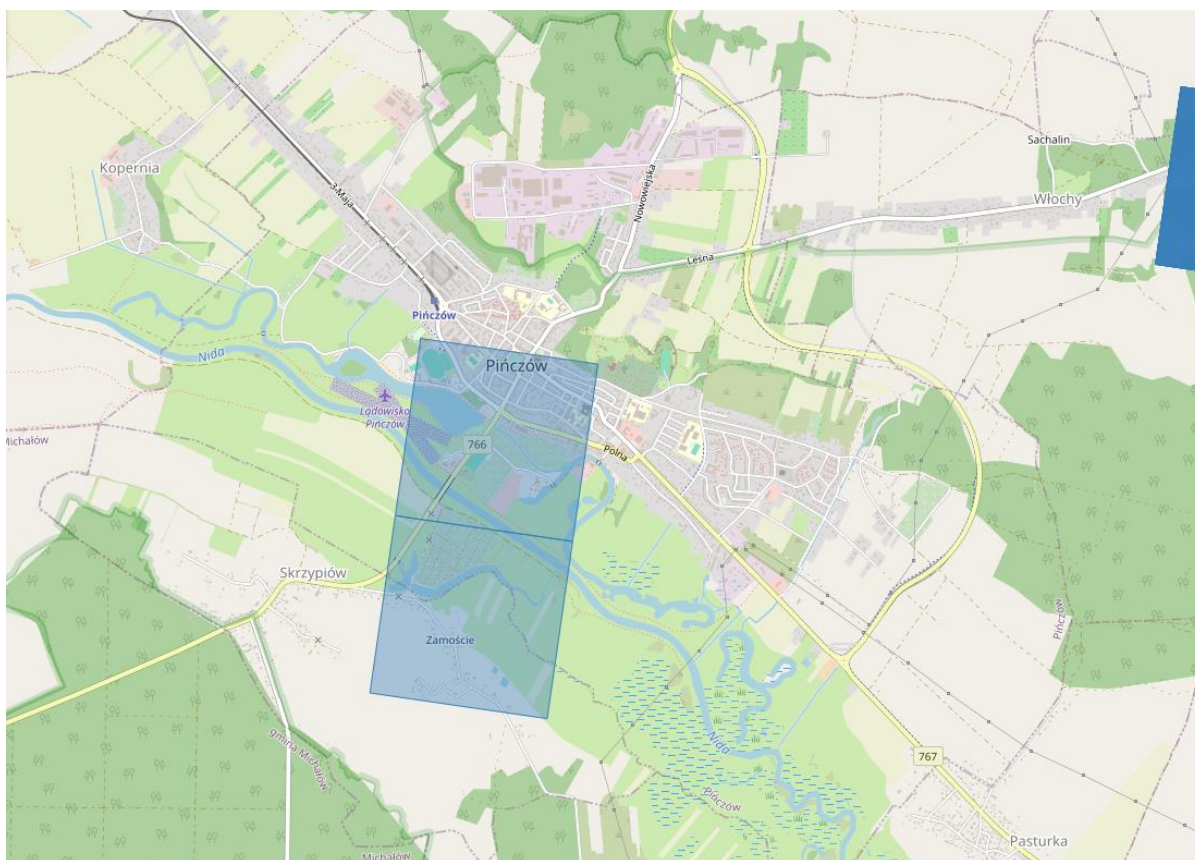 Sachalin
Kopernia
3 Maja
Nowowiejska
Włochy
Leśna
Pińczów
Nida
Pińczów
Lądowisko
Pińczów
Michałów
766
Polna
Skrzypiów
Zamoście
Pińczów
gmina Michałów
Nida
767
Pińczów
Pasturka
Michałów